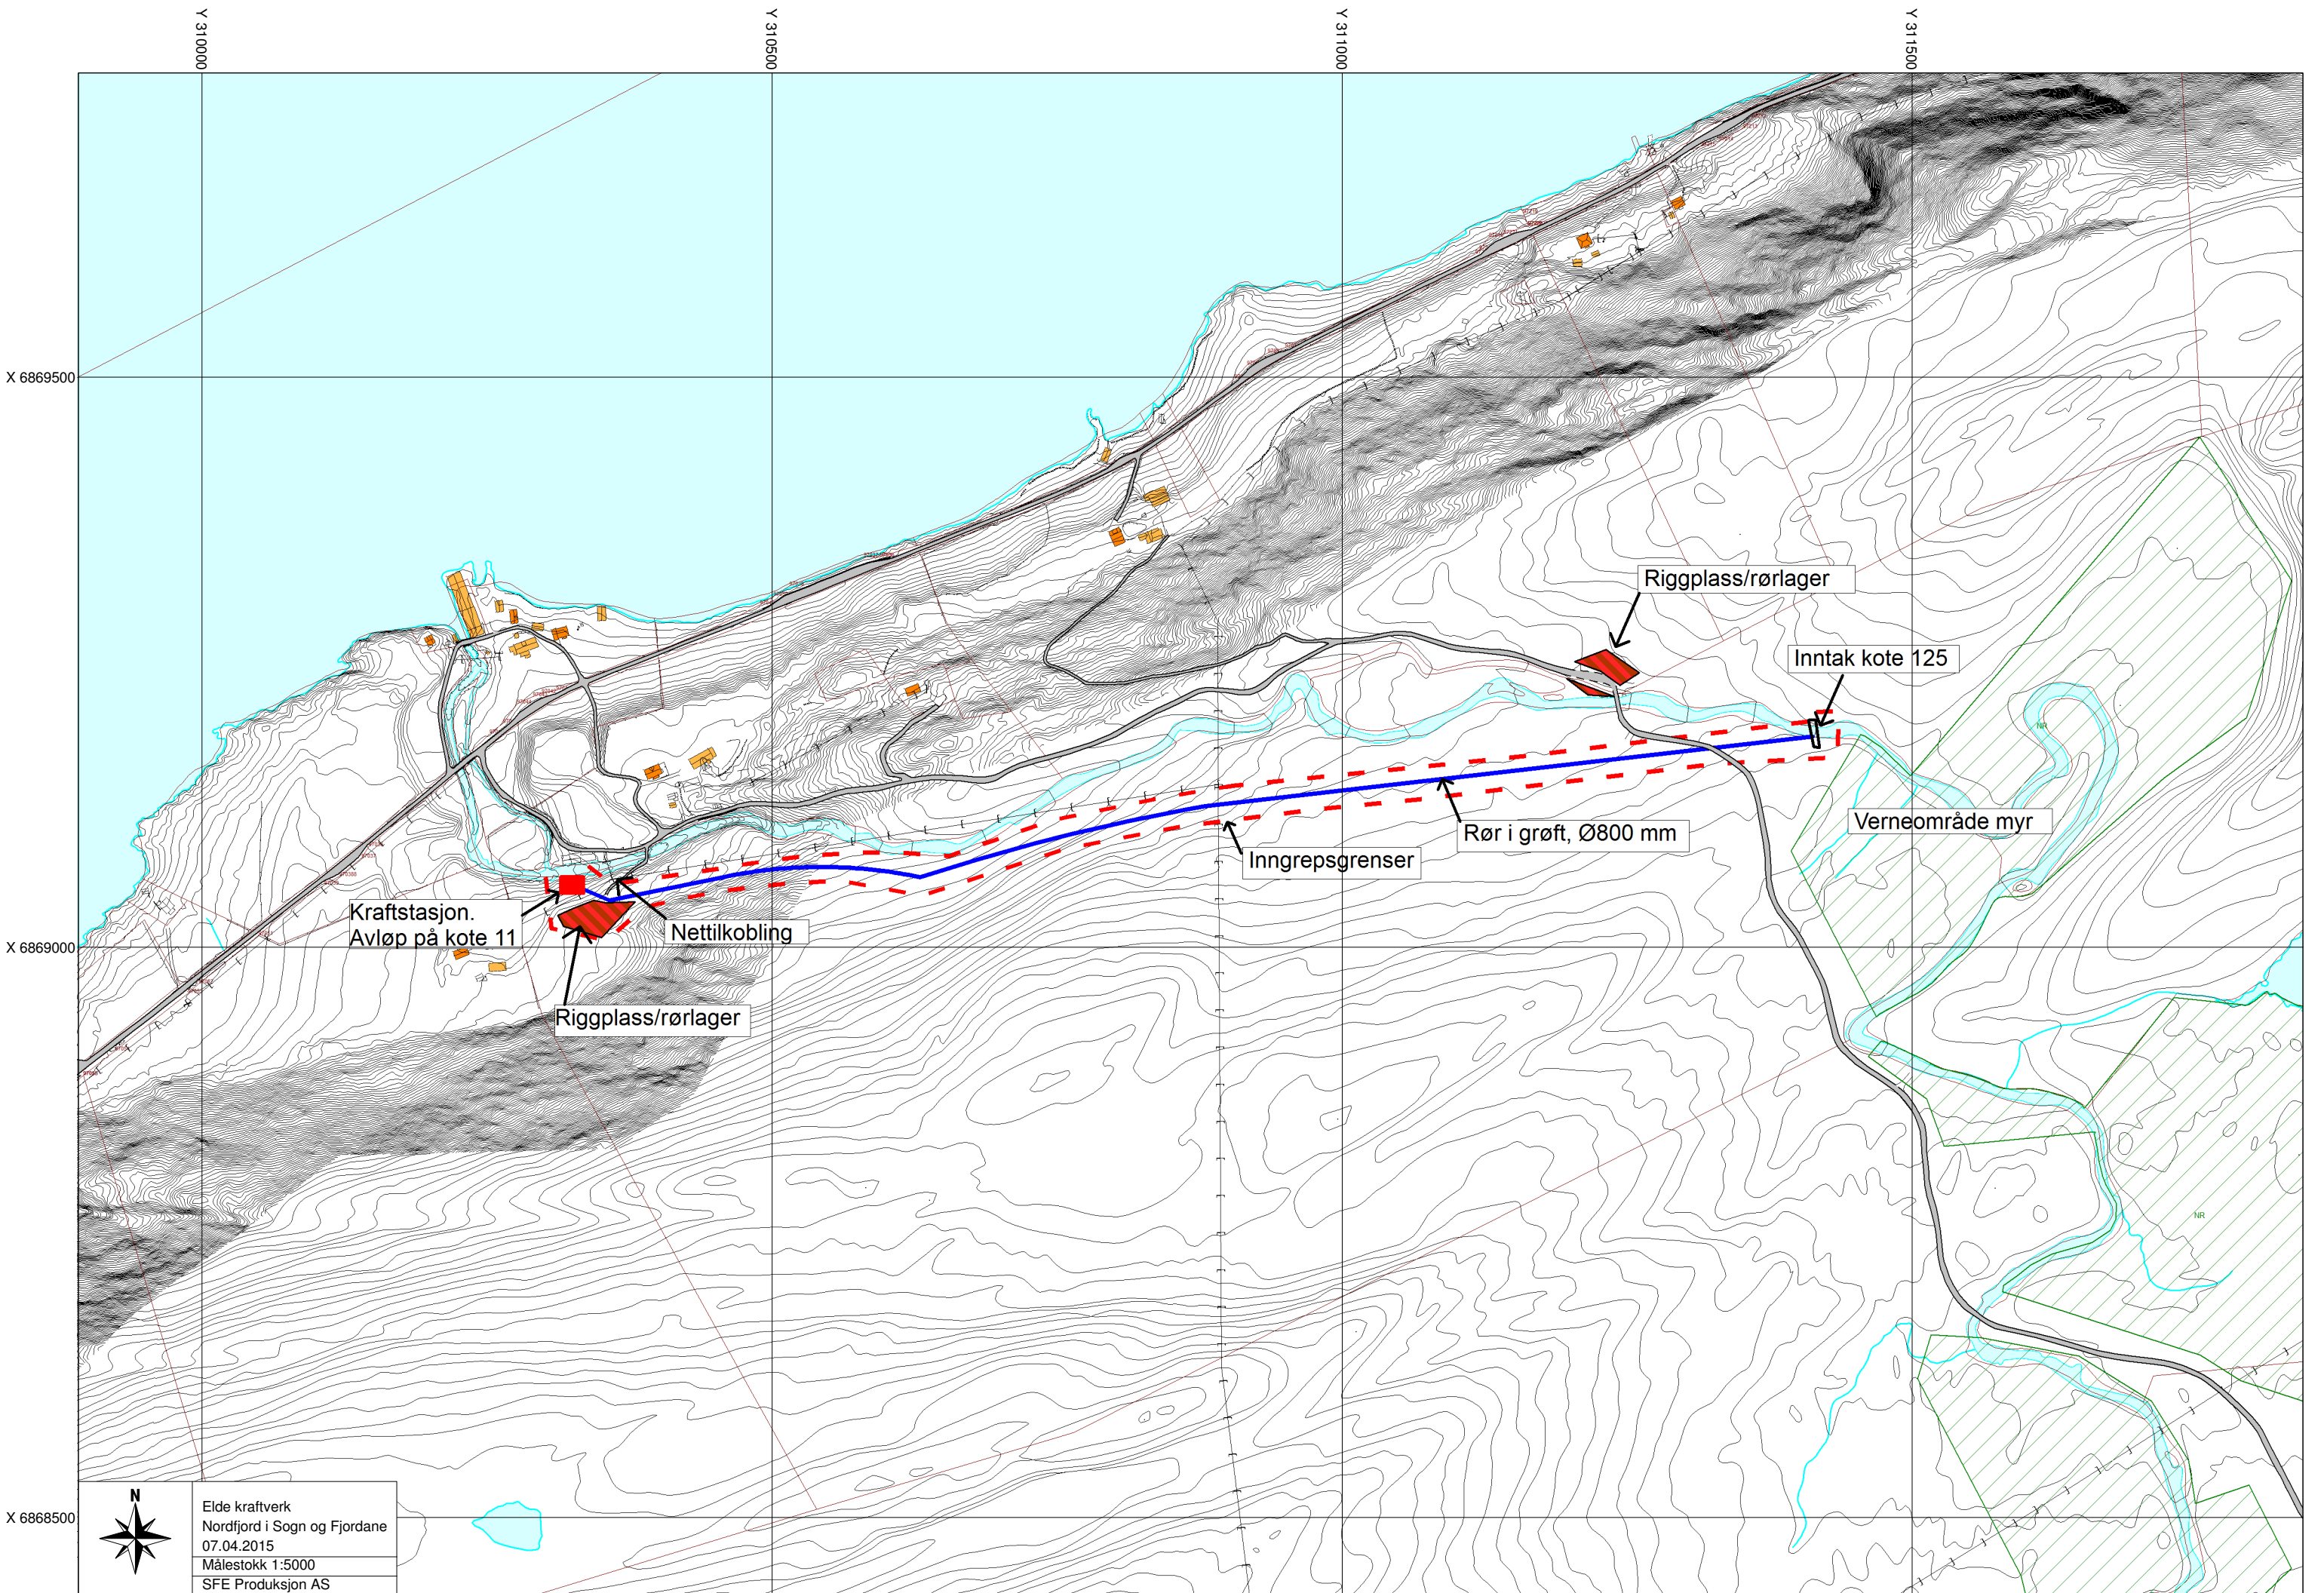 Y 310000
Y 310500
Y 311000
Y 311500
X 6869500
Riggplass/rørlager
Inntak kote 125
NR
Verneområde myr
Rør i grøft, Ø800 mm
Inngrepsgrenser
Kraftstasjon.
Avløp på kote 11
Nettilkobling
X 6869000
Riggplass/rørlager
NR
X 6868500
N
Elde kraftverk
Nordfjord i Sogn og Fjordane
07.04.2015
Målestokk 1:5000
SFE Produksjon AS